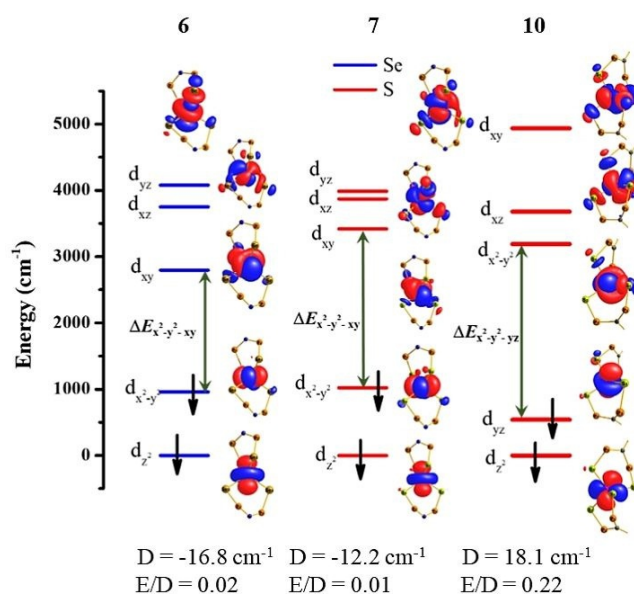 6 7 10
Se
S
Energy (cm⁻¹)
5000
4000
3000
2000
1000
0
d_yz
d_xz
d_xy
ΔE_x²-y²-xy
d_x²-y²
d_z²
d_yz
d_xz
d_xy
ΔE_x²-y²-xy
d_x²-y²
d_z²
d_xy
d_xz
d_x²-y²
ΔE_x²-y²-yz
d_yz
d_z²
D = -16.8 cm⁻¹ D = -12.2 cm⁻¹ D = 18.1 cm⁻¹
E/D = 0.02 E/D = 0.01 E/D = 0.22